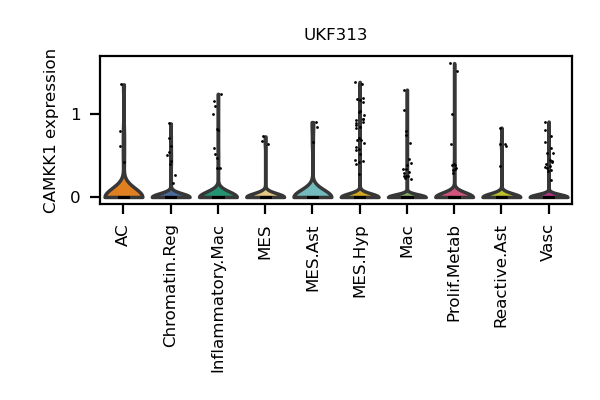 UKF313
CAMKK1 expression
1
0
AC
Chromatin.Reg
Inflammatory.Mac
MES
MES.Ast
MES.Hyp
Mac
Prolif.Metab
Reactive.Ast
Vasc